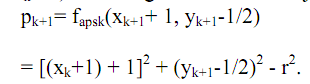 pₖ₊₁= fₐₚₛₖ(xₖ₊₁+ 1, yₖ₊₁-1/2)
= [(xₖ+1) + 1]² + (yₖ₊₁-1/2)² - r².